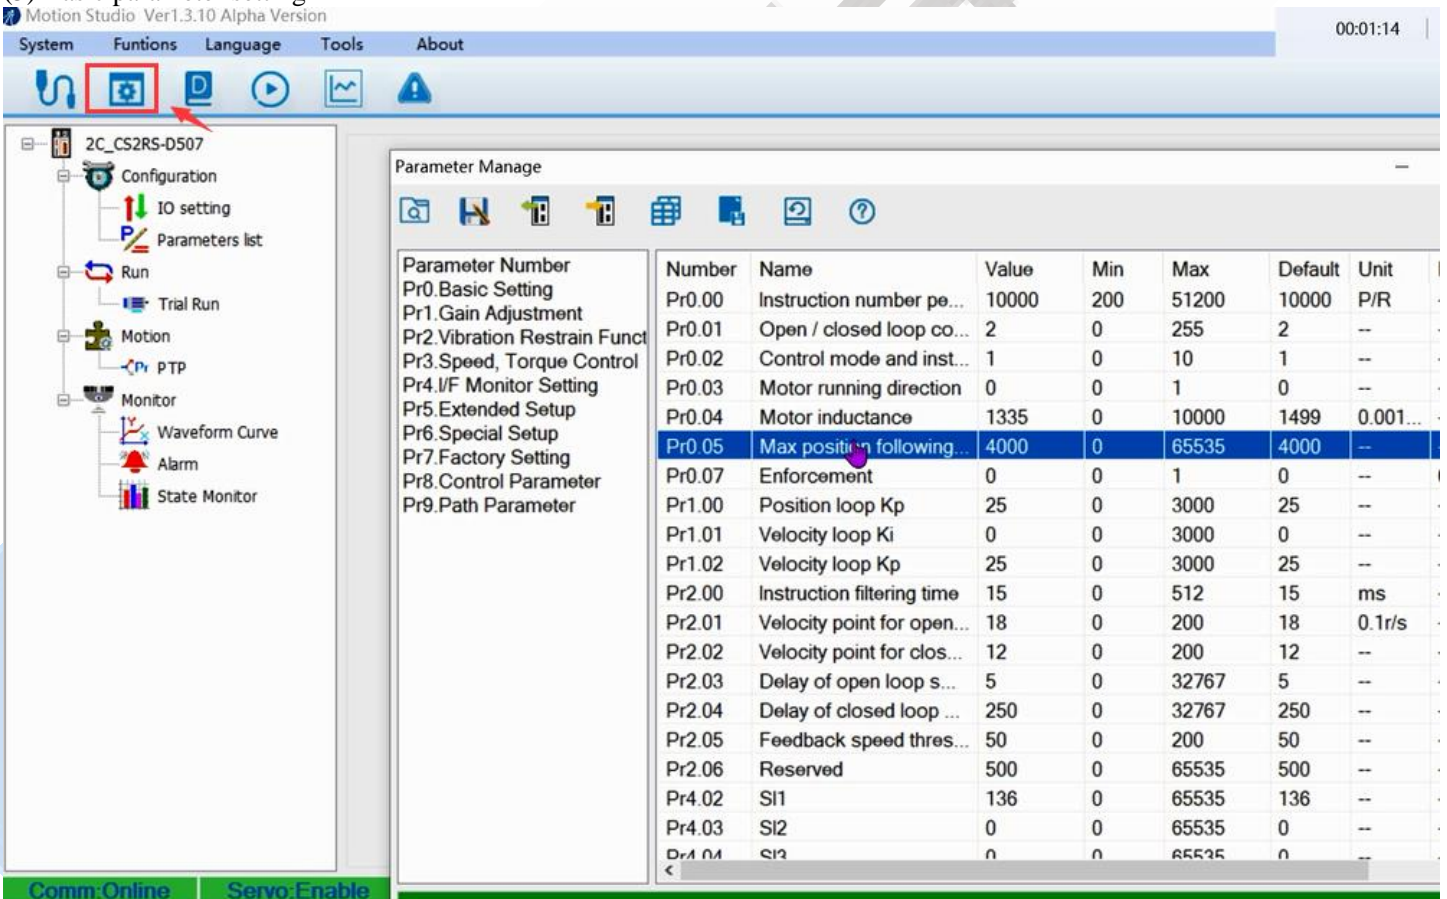 Motion Studio Ver1.3.10 Alpha Version
00:01:14
System Funtions Language Tools About
2C_CS2RS-D507
Configuration
IO setting
Parameters list
Run
Trial Run
Motion
PTP
Monitor
Waveform Curve
Alarm
State Monitor
Comm:Online Servo:Enable
Parameter Manage
Parameter Number
Pr0.Basic Setting
Pr1.Gain Adjustment
Pr2.Vibration Restrain Funct
Pr3.Speed, Torque Control
Pr4.I/F Monitor Setting
Pr5.Extended Setup
Pr6.Special Setup
Pr7.Factory Setting
Pr8.Control Parameter
Pr9.Path Parameter
Number Name Value Min Max Default Unit
Pr0.00 Instruction number pe... 10000 200 51200 10000 P/R
Pr0.01 Open / closed loop co... 2 0 255 2 --
Pr0.02 Control mode and inst... 1 0 10 1 --
Pr0.03 Motor running direction 0 0 1 0 --
Pr0.04 Motor inductance 1335 0 10000 1499 0.001...
Pr0.05 Max position following... 4000 0 65535 4000 --
Pr0.07 Enforcement 0 0 1 0 --
Pr1.00 Position loop Kp 25 0 3000 25 --
Pr1.01 Velocity loop Ki 0 0 3000 0 --
Pr1.02 Velocity loop Kp 25 0 3000 25 --
Pr2.00 Instruction filtering time 15 0 512 15 ms
Pr2.01 Velocity point for open... 18 0 200 18 0.1r/s
Pr2.02 Velocity point for clos... 12 0 200 12 --
Pr2.03 Delay of open loop s... 5 0 32767 5 --
Pr2.04 Delay of closed loop ... 250 0 32767 250 --
Pr2.05 Feedback speed thres... 50 0 200 50 --
Pr2.06 Reserved 500 0 65535 500 --
Pr4.02 SI1 136 0 65535 136 --
Pr4.03 SI2 0 0 65535 0 --
Pr4.04 SI3 0 0 65535 0 --